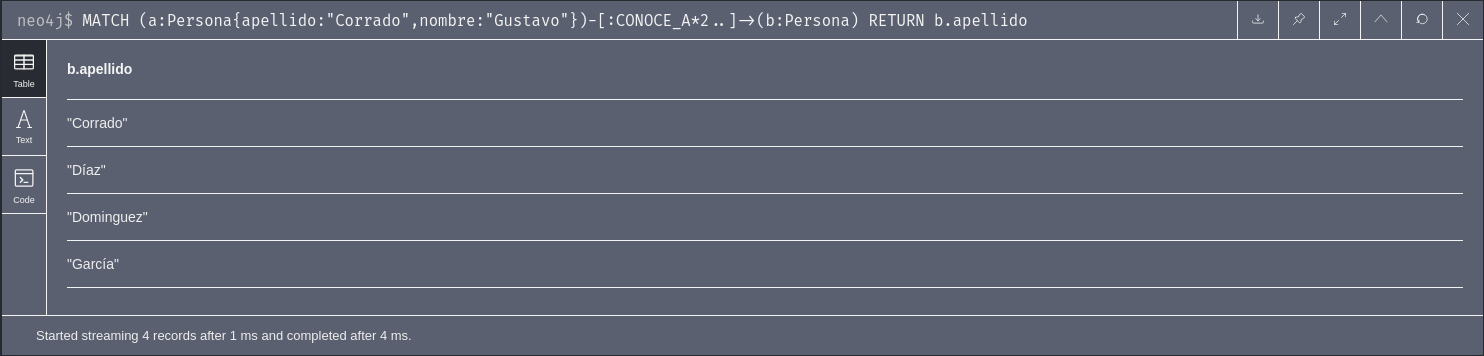 neo4j$ MATCH (a:Persona{apellido:"Corrado",nombre:"Gustavo"})-[:CONOCE_A*2..]->(b:Persona) RETURN b.apellido
Table
Text
Code
b.apellido
"Corrado"
"Díaz"
"Dominguez"
"García"
Started streaming 4 records after 1 ms and completed after 4 ms.